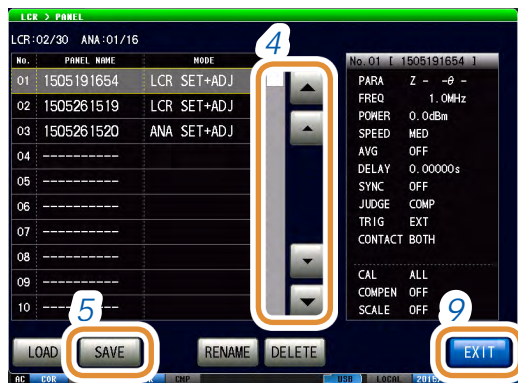 LCR > PANEL
LCR:02/30 ANA:01/16
4
No. PANEL NAME MODE
01 1505191654 LCR SET+ADJ
02 1505261519 LCR SET+ADJ
03 1505261520 ANA SET+ADJ
04 ----------
05 ----------
06 ----------
07 ----------
08 ----------
09 ----------
10 ----------
No.01 [ 1505191654 ]
PARA Z - -θ -
FREQ 1.0MHz
POWER 0.0dBm
SPEED MED
AVG OFF
DELAY 0.00000s
SYNC OFF
JUDGE COMP
TRIG EXT
CONTACT BOTH
CAL ALL
COMPEN OFF
SCALE OFF
5
9
LOAD SAVE RENAME DELETE EXIT
AC COR CMP USB LOCAL